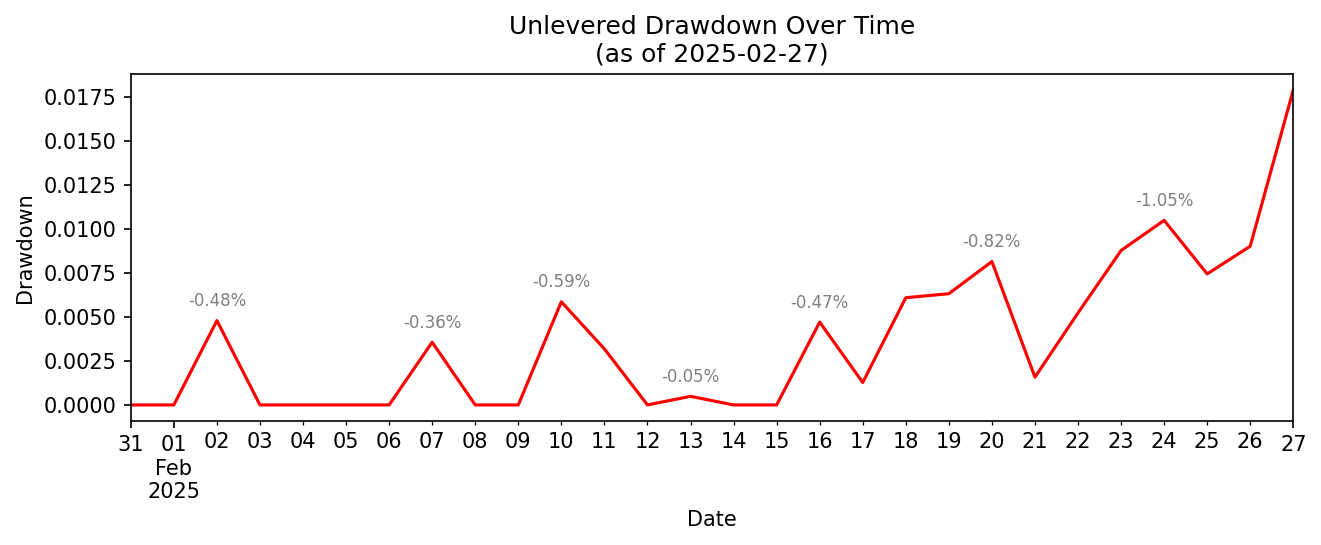 Unlevered Drawdown Over Time
(as of 2025-02-27)
Drawdown
0.0175
0.0150
0.0125
0.0100
0.0075
0.0050
0.0025
0.0000
-0.48%
-0.36%
-0.59%
-0.05%
-0.47%
-0.82%
-1.05%
31 01 02 03 04 05 06 07 08 09 10 11 12 13 14 15 16 17 18 19 20 21 22 23 24 25 26 27
Feb
2025
Date